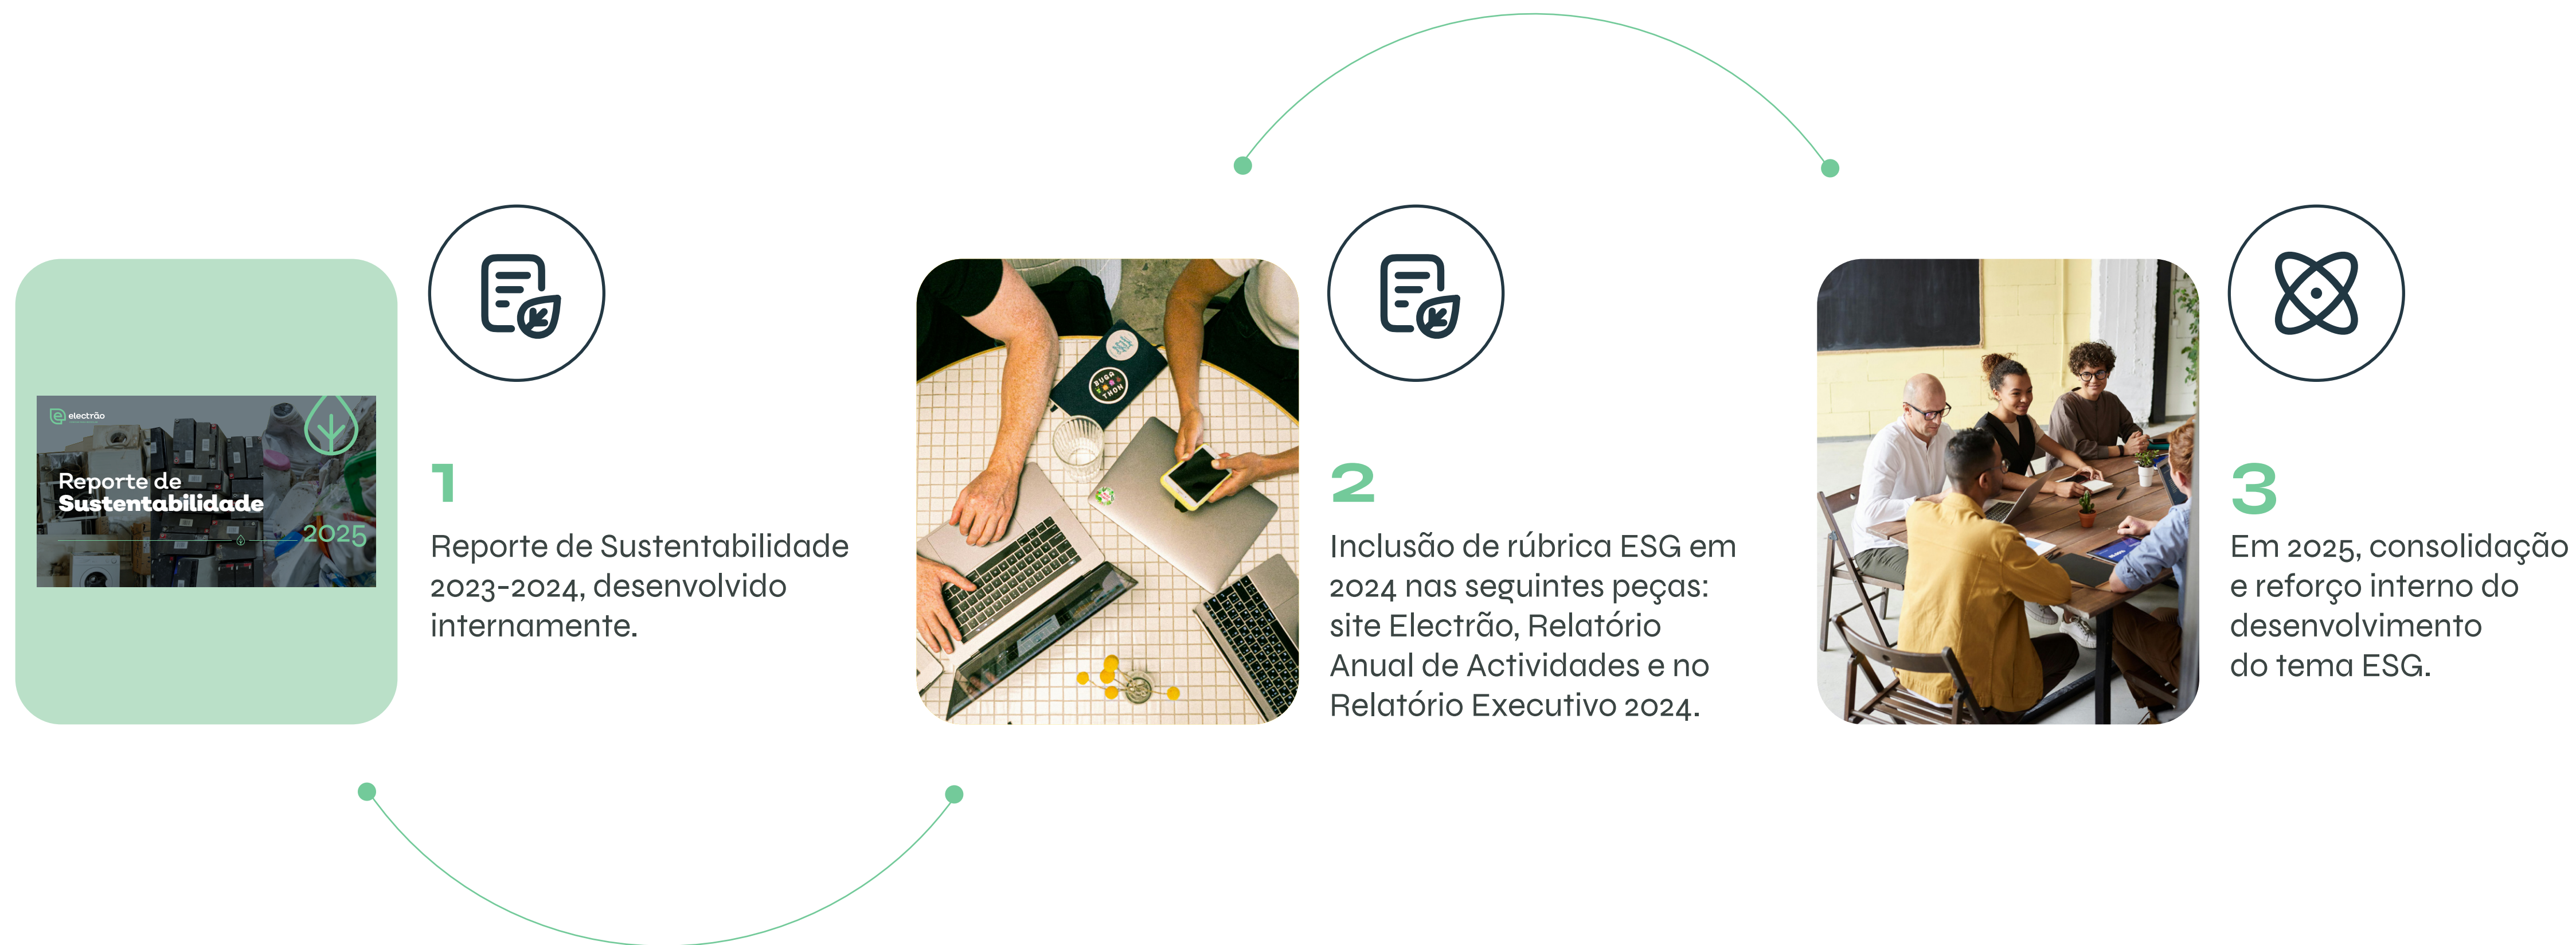 electrão
Reporte de
Sustentabilidade
2025
1
Reporte de Sustentabilidade
2023-2024, desenvolvido
internamente.
BUGA
THON
2
Inclusão de rúbrica ESG em
2024 nas seguintes peças:
site Electrão, Relatório
Anual de Actividades e no
Relatório Executivo 2024.
3
Em 2025, consolidação
e reforço interno do
desenvolvimento
do tema ESG.